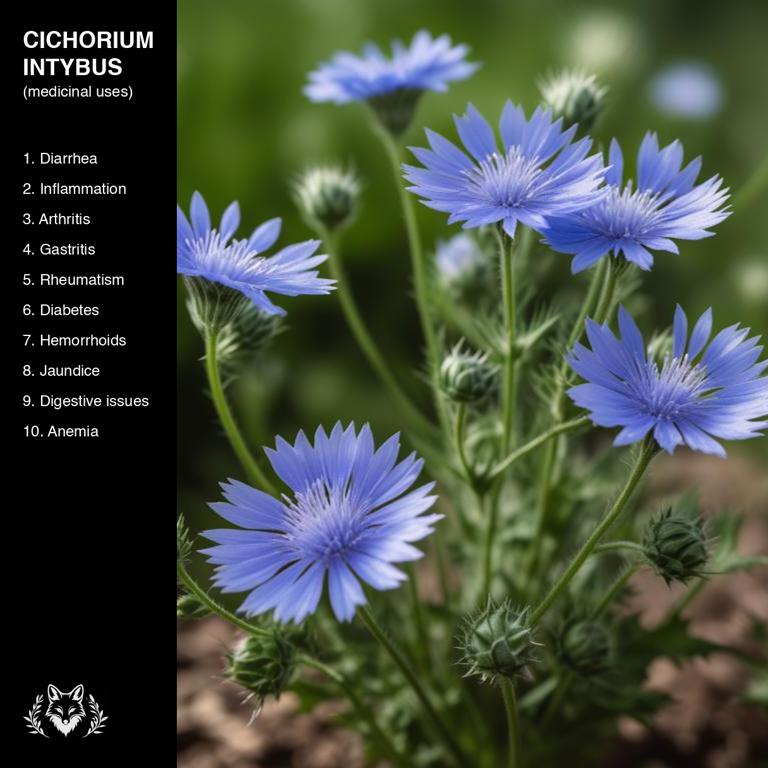 CICHORIUM
INTYBUS
(medicinal uses)
1. Diarrhea
2. Inflammation
3. Arthritis
4. Gastritis
5. Rheumatism
6. Diabetes
7. Hemorrhoids
8. Jaundice
9. Digestive issues
10. Anemia